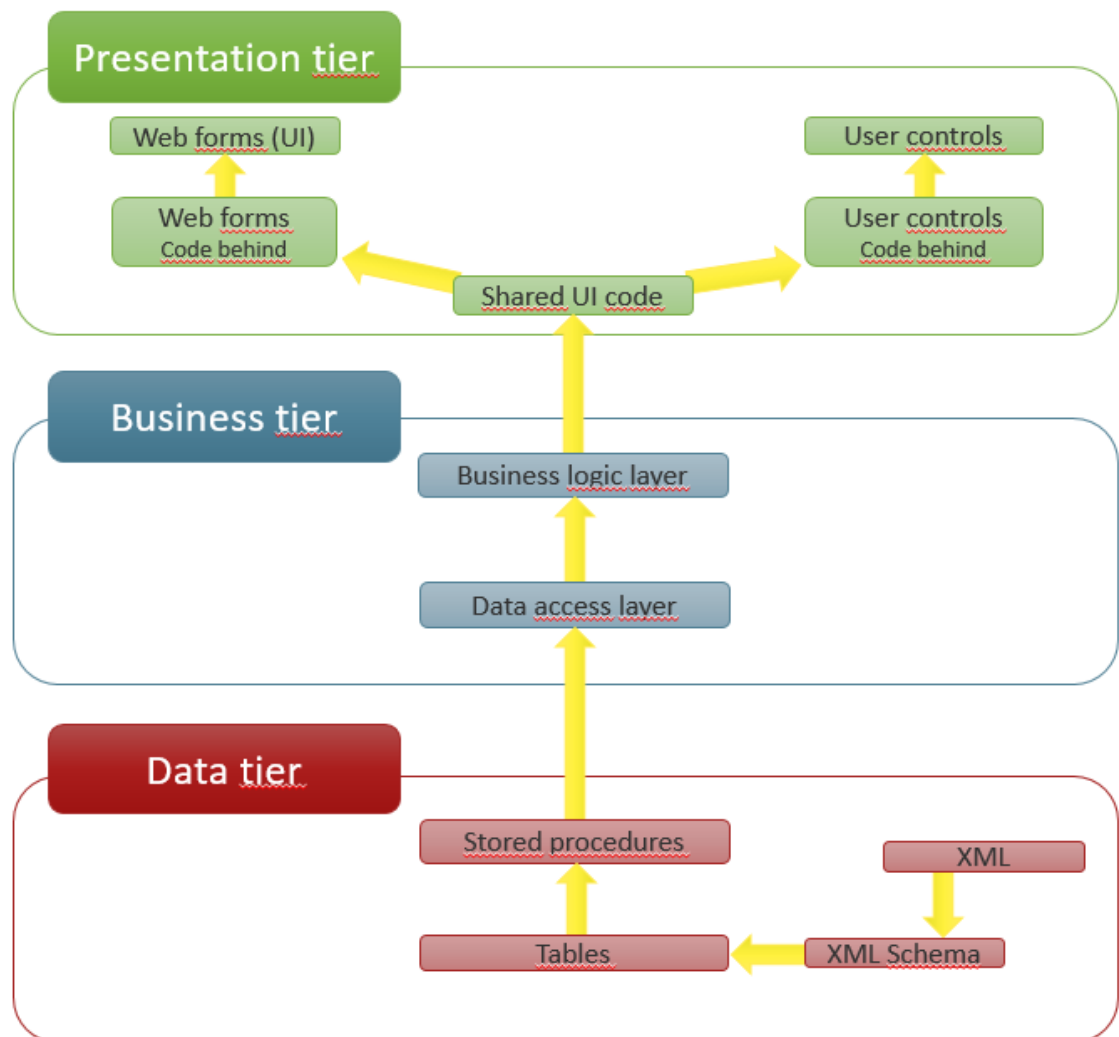 Presentation tier
Web forms (UI)
User controls
Web forms
Code behind
User controls
Code behind
Shared UI code
Business tier
Business logic layer
Data access layer
Data tier
Stored procedures
XML
Tables
XML Schema